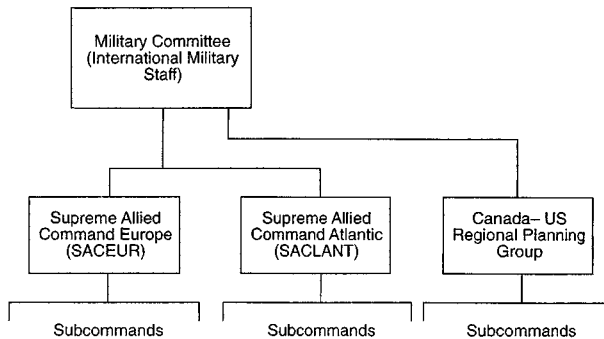 Military Committee
(International Military
Staff)
Supreme Allied
Command Europe
(SACEUR)
Supreme Allied
Command Atlantic
(SACLANT)
Canada– US
Regional Planning
Group
Subcommands
Subcommands
Subcommands